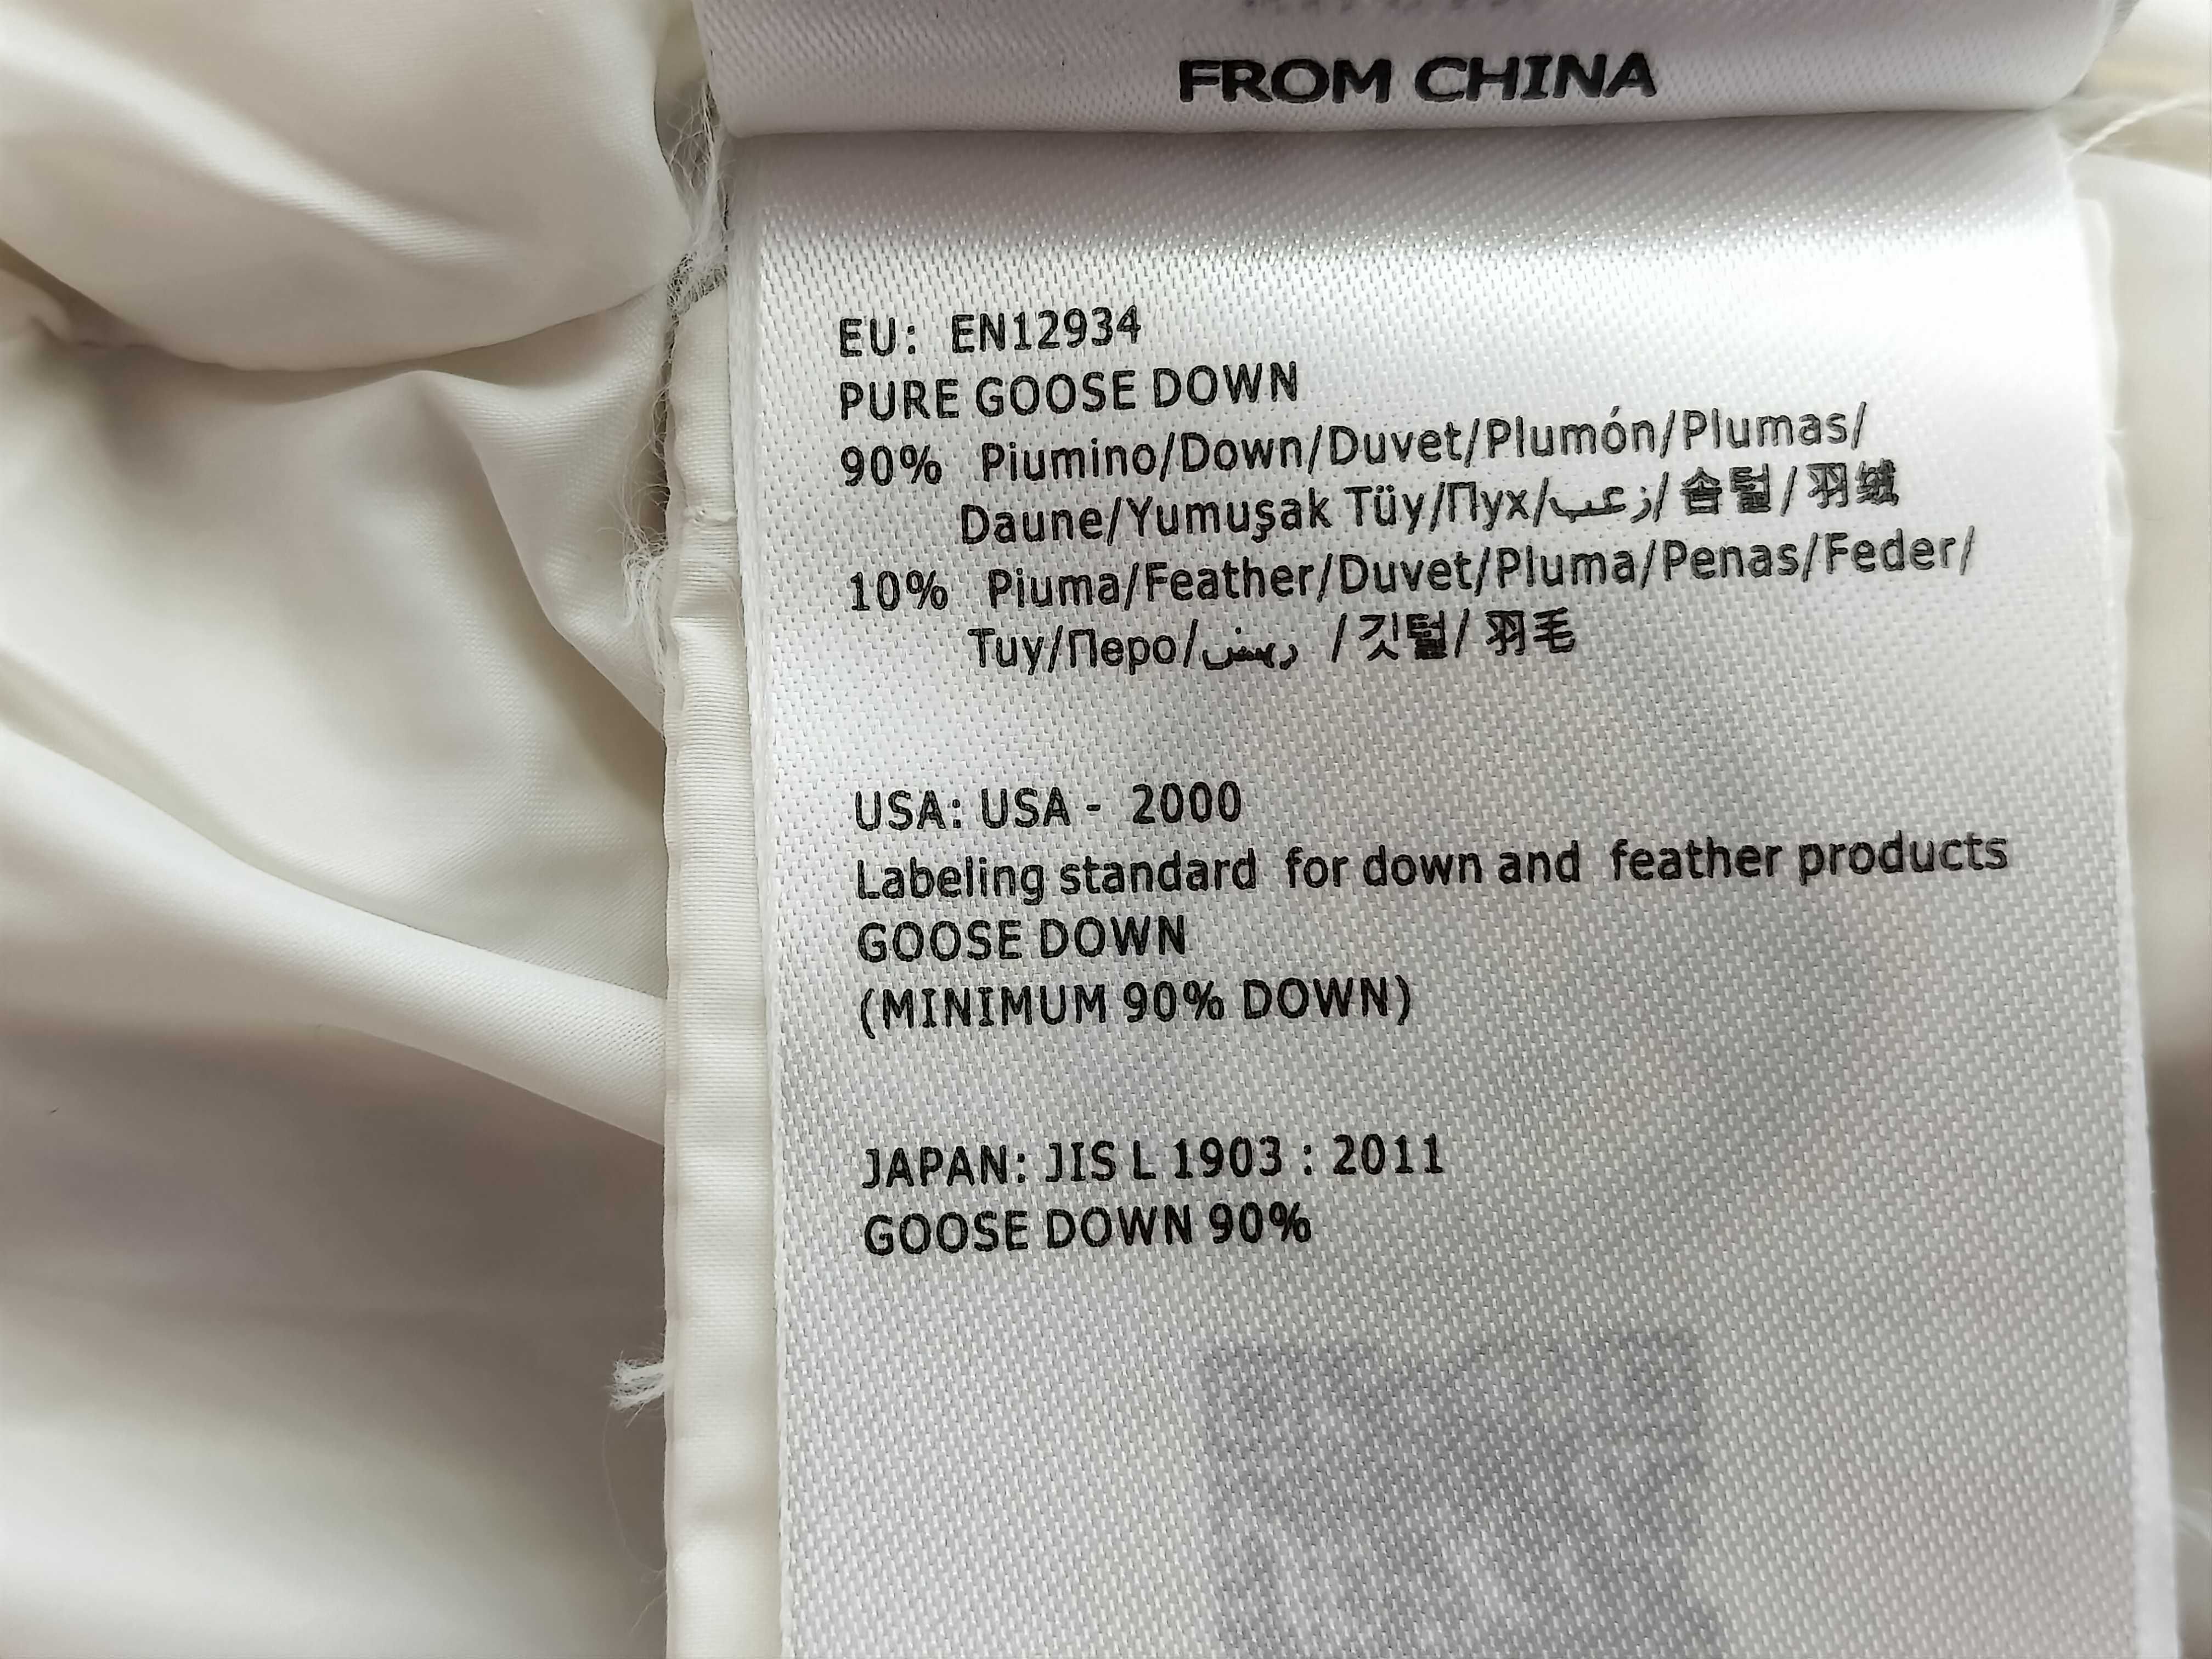 FROM CHINA
EU: EN12934
PURE GOOSE DOWN
90% Piumino/Down/Duvet/Plumón/Plumas/
Daune/Yumuşak Tüy/Пух/زغب/솜털/羽绒
10% Piuma/Feather/Duvet/Pluma/Penas/Feder/
Tuy/Перо/ريش /깃털/羽毛
USA: USA - 2000
Labeling standard for down and feather products
GOOSE DOWN
(MINIMUM 90% DOWN)
JAPAN: JIS L 1903 : 2011
GOOSE DOWN 90%